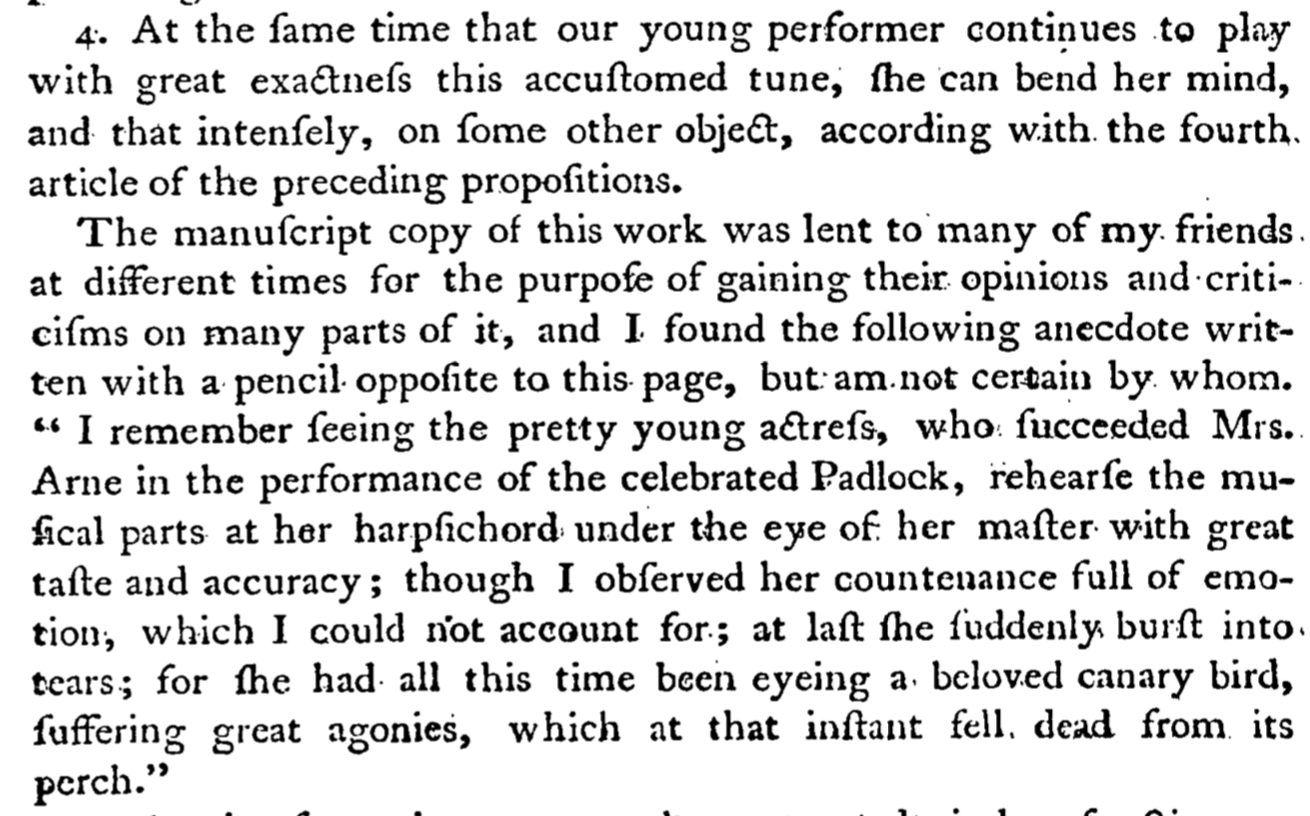 4. At the ſame time that our young performer continues to play
with great exactneſs this accuſtomed tune, ſhe can bend her mind,
and that intenſely, on ſome other object, according with the fourth
article of the preceding propoſitions.
The manuſcript copy of this work was lent to many of my friends
at different times for the purpoſe of gaining their opinions and criti-
ciſms on many parts of it, and I found the following anecdote writ-
ten with a pencil oppoſite to this page, but am not certain by whom.
“ I remember ſeeing the pretty young actreſs, who ſucceeded Mrs.
Arne in the performance of the celebrated Padlock, rehearſe the mu-
ſical parts at her harpſichord under the eye of her maſter with great
taſte and accuracy; though I obſerved her countenance full of emo-
tion, which I could not account for; at laſt ſhe ſuddenly burſt into
tears; for ſhe had all this time been eyeing a beloved canary bird,
ſuffering great agonies, which at that inſtant fell dead from its
perch.”